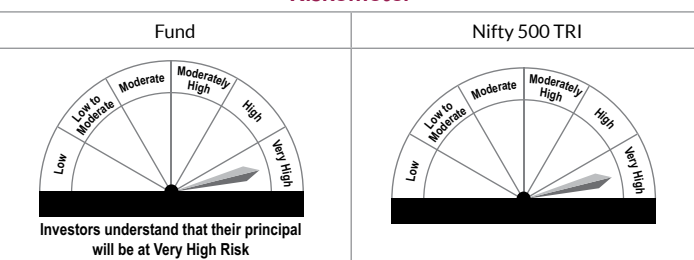 Fund
Nifty 500 TRI
Low
Low to
Moderate
Moderate
Moderately
High
High
Very High
Low
Low to
Moderate
Moderate
Moderately
High
High
Very High
Investors understand that their principal
will be at Very High Risk